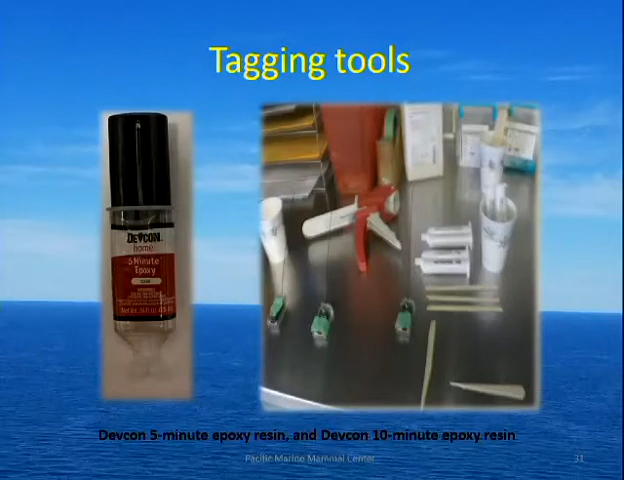 Tagging tools
DEVCON
home
5 Minute
Epoxy
Devcon 5-minute epoxy resin, and Devcon 10-minute epoxy resin
Pacific Marine Mammal Center
31